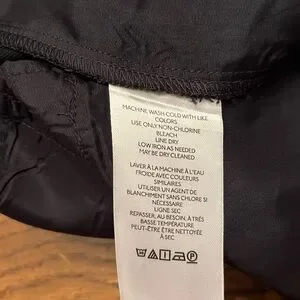 MACHINE WASH COLD WITH LIKE
COLORS
USE ONLY NON-CHLORINE
BLEACH
LINE DRY
LOW IRON AS NEEDED
MAY BE DRY CLEANED
LAVER À LA MACHINE À L'EAU
FROIDE AVEC COULEURS
SIMILAIRES
UTILISER UN AGENT DE
BLANCHIMENT SANS CHLORE SI
NÉCESSAIRE
LIGNE SEC
REPASSER, AU BESOIN, À TRÈS
BASSE TEMPÉRATURE
PEUT-ÊTRE ÊTRE NETTOYÉE
À SEC